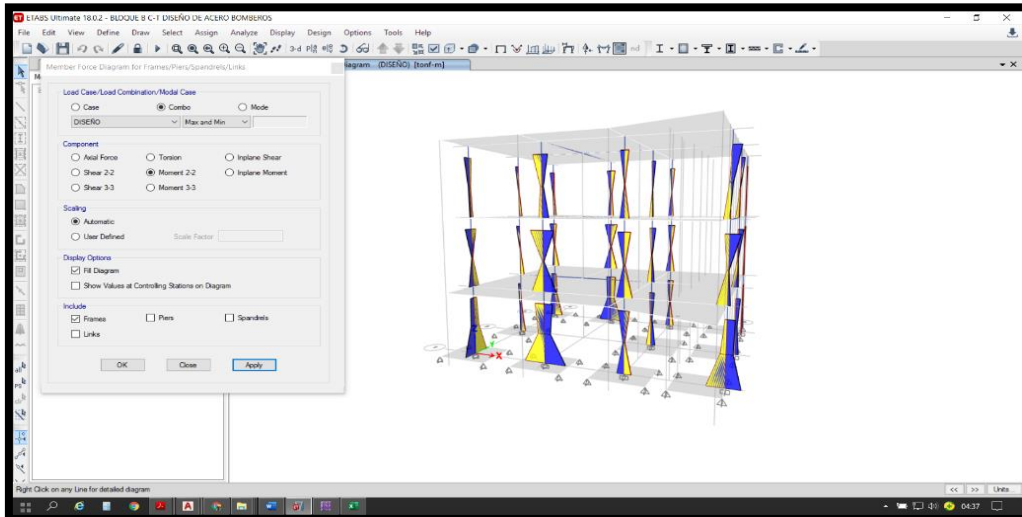 ETABS Ultimate 18.0.2 - BLOQUE B C-T DISEÑO DE ACERO BOMBEROS
File Edit View Define Draw Select Assign Analyze Display Design Options Tools Help
3-d
nd
Member Force Diagram for Frames/Piers/Spandrels/Links
iagram (DISEÑO) [tonf-m]
Load Case/Load Combination/Modal Case
Case Combo Mode
DISEÑO Max and Min
Component
Axial Force Torsion Inplane Shear
Shear 2-2 Moment 2-2 Inplane Moment
Shear 3-3 Moment 3-3
Scaling
Automatic
User Defined Scale Factor
Display Options
Fill Diagram
Show Values at Controlling Stations on Diagram
Include
Frames Piers Spandrels
Links
OK Close Apply
Z
Y
X
Right Click on any Line for detailed diagram
<< >> Units...
04:37